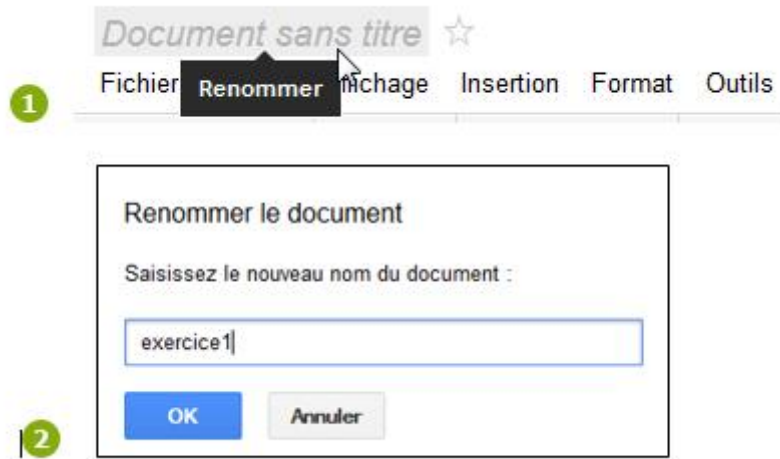 Document sans titre
Renommer
Fichier ffichage Insertion Format Outils
1
Renommer le document
Saisissez le nouveau nom du document :
exercice1
OK Annuler
2